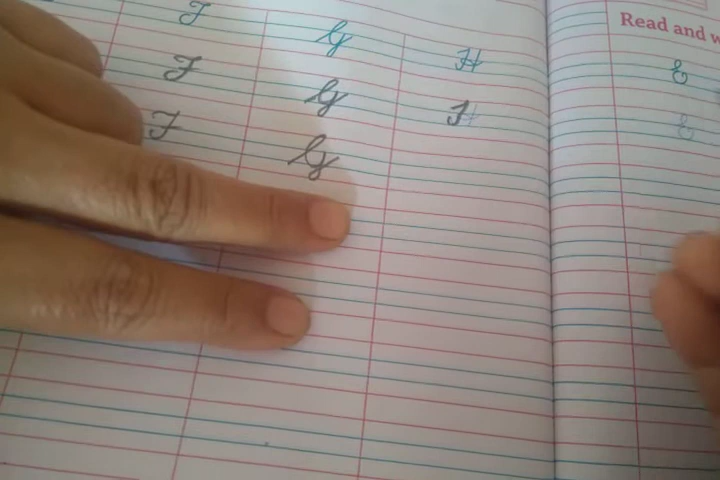 F G H
F G H
F G
Read and w
E
E